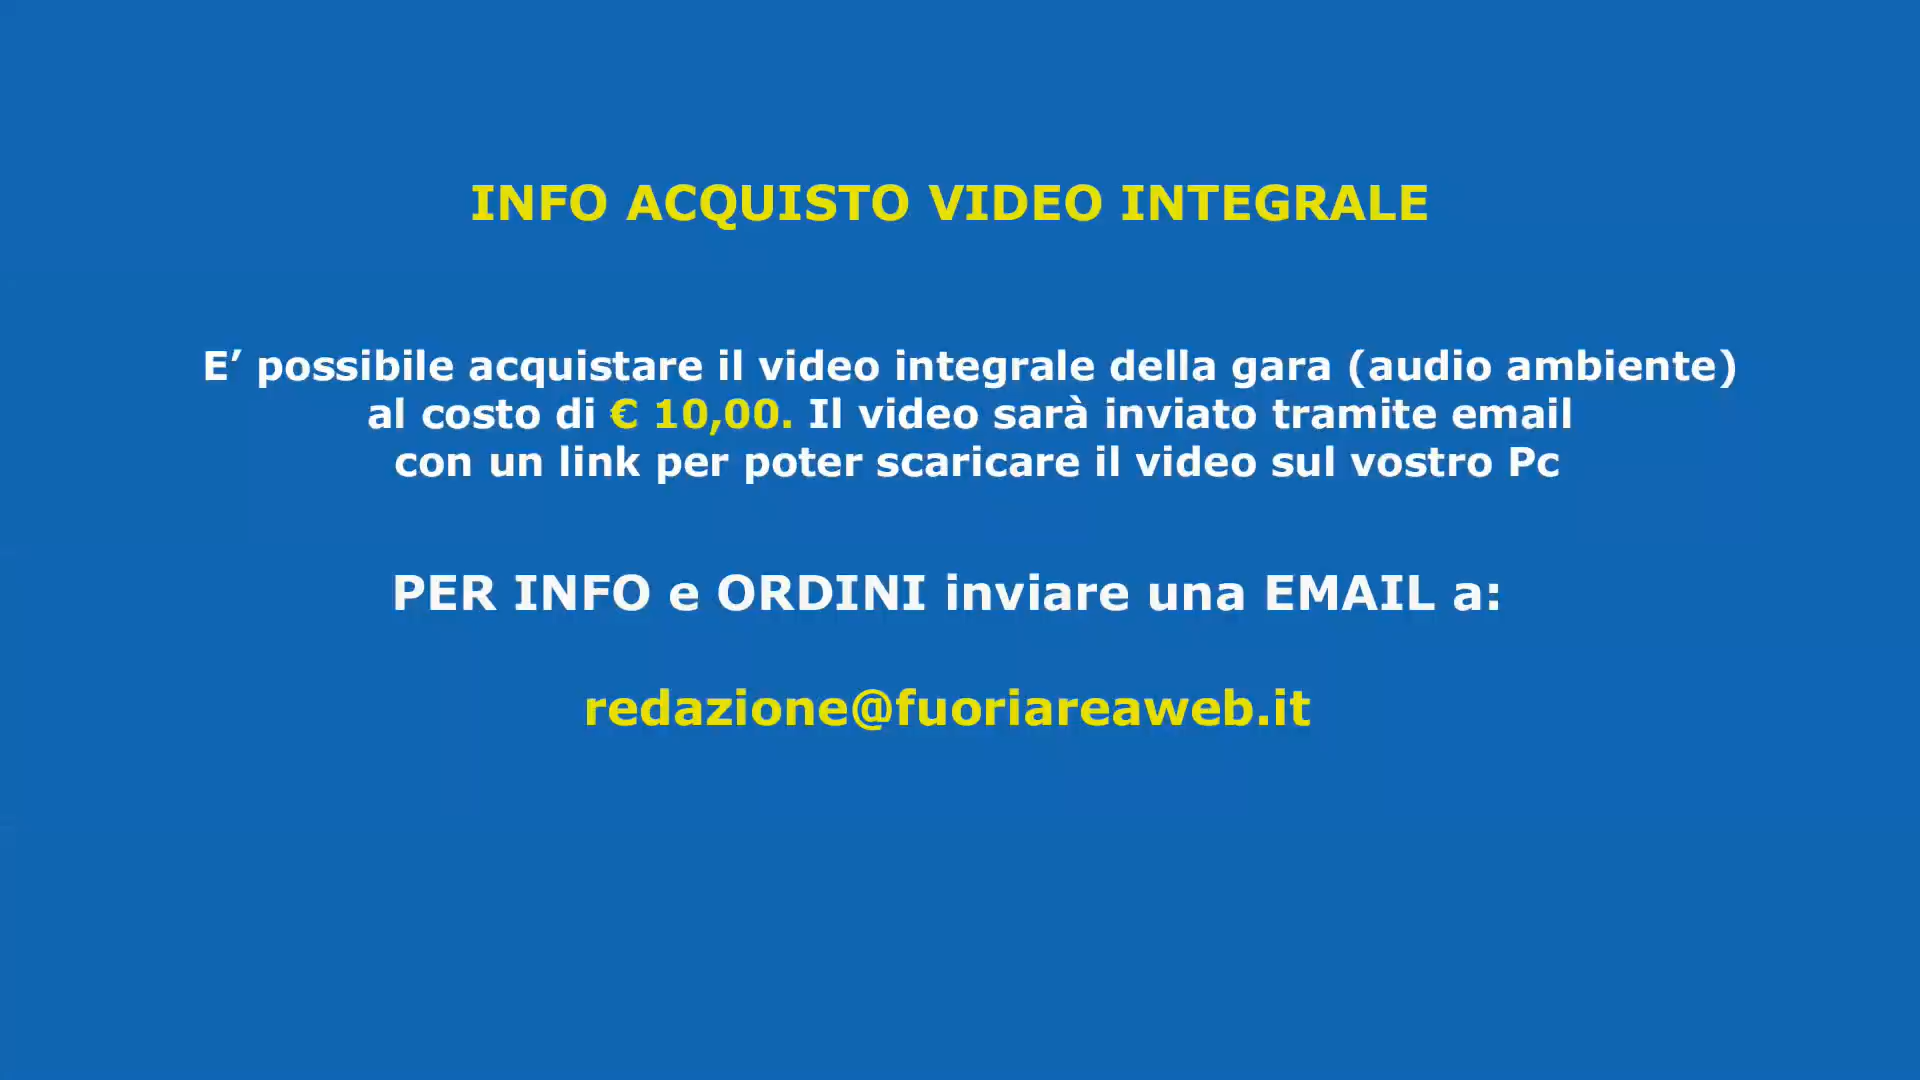 INFO ACQUISTO VIDEO INTEGRALE
E’ possibile acquistare il video integrale della gara (audio ambiente)
al costo di € 10,00. Il video sarà inviato tramite email
con un link per poter scaricare il video sul vostro Pc
PER INFO e ORDINI inviare una EMAIL a:
redazione@fuoriareaweb.it